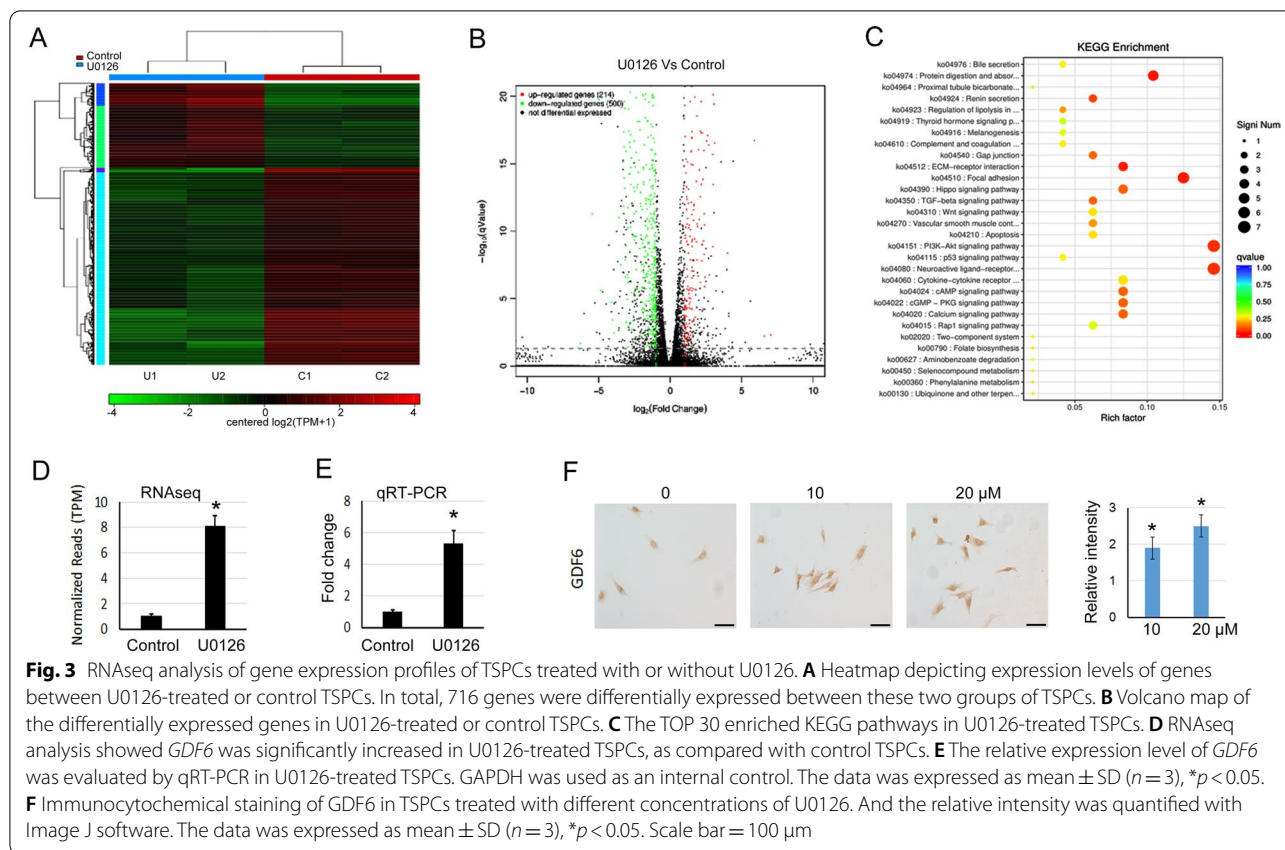 A
Control
U0126
U1
U2
C1
C2
-4
-2
0
2
4
centered log2(TPM+1)
B
U0126 Vs Control
up-regulated genes (214)
down-regulated genes (500)
not differential expressed
20
15
10
5
0
−log10(qValue)
−10
−5
0
5
10
log2(Fold Change)
C
KEGG Enrichment
ko04976 : Bile secretion
ko04974 : Protein digestion and absor...
ko04964 : Proximal tubule bicarbonate...
ko04924 : Renin secretion
ko04923 : Regulation of lipolysis in ...
ko04919 : Thyroid hormone signaling p...
ko04916 : Melanogenesis
ko04610 : Complement and coagulation ...
ko04540 : Gap junction
ko04512 : ECM-receptor interaction
ko04510 : Focal adhesion
ko04390 : Hippo signaling pathway
ko04350 : TGF-beta signaling pathway
ko04310 : Wnt signaling pathway
ko04270 : Vascular smooth muscle cont...
ko04210 : Apoptosis
ko04151 : PI3K-Akt signaling pathway
ko04115 : p53 signaling pathway
ko04080 : Neuroactive ligand-receptor...
ko04060 : Cytokine-cytokine receptor ...
ko04024 : cAMP signaling pathway
ko04022 : cGMP - PKG signaling pathway
ko04020 : Calcium signaling pathway
ko04015 : Rap1 signaling pathway
ko02020 : Two-component system
ko00790 : Folate biosynthesis
ko00627 : Aminobenzoate degradation
ko00450 : Selenocompound metabolism
ko00360 : Phenylalanine metabolism
ko00130 : Ubiquinone and other terpen...
0.05
0.10
0.15
Rich factor
Signi Num
1
2
3
4
5
6
7
qvalue
1.00
0.75
0.50
0.25
0.00
D
RNAseq
Normalized Reads (TPM)
10
8
6
4
2
0
*
Control
U0126
E
qRT-PCR
Fold change
8
6
4
2
0
*
Control
U0126
F
0
10
20 µM
GDF6
Relative intensity
3
2
1
0
*
*
10
20 µM
Fig. 3 RNAseq analysis of gene expression profiles of TSPCs treated with or without U0126. A Heatmap depicting expression levels of genes
between U0126-treated or control TSPCs. In total, 716 genes were differentially expressed between these two groups of TSPCs. B Volcano map of
the differentially expressed genes in U0126-treated or control TSPCs. C The TOP 30 enriched KEGG pathways in U0126-treated TSPCs. D RNAseq
analysis showed GDF6 was significantly increased in U0126-treated TSPCs, as compared with control TSPCs. E The relative expression level of GDF6
was evaluated by qRT-PCR in U0126-treated TSPCs. GAPDH was used as an internal control. The data was expressed as mean ± SD (n = 3), *p < 0.05.
F Immunocytochemical staining of GDF6 in TSPCs treated with different concentrations of U0126. And the relative intensity was quantified with
Image J software. The data was expressed as mean ± SD (n = 3), *p < 0.05. Scale bar = 100 µm